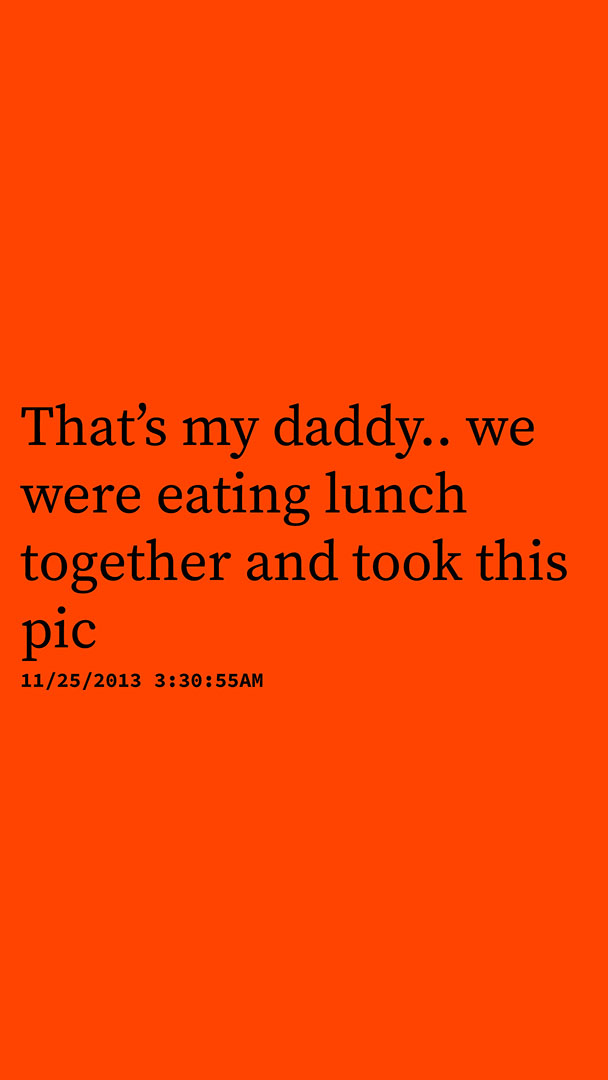 That’s my daddy.. we
were eating lunch
together and took this
pic
11/25/2013 3:30:55AM